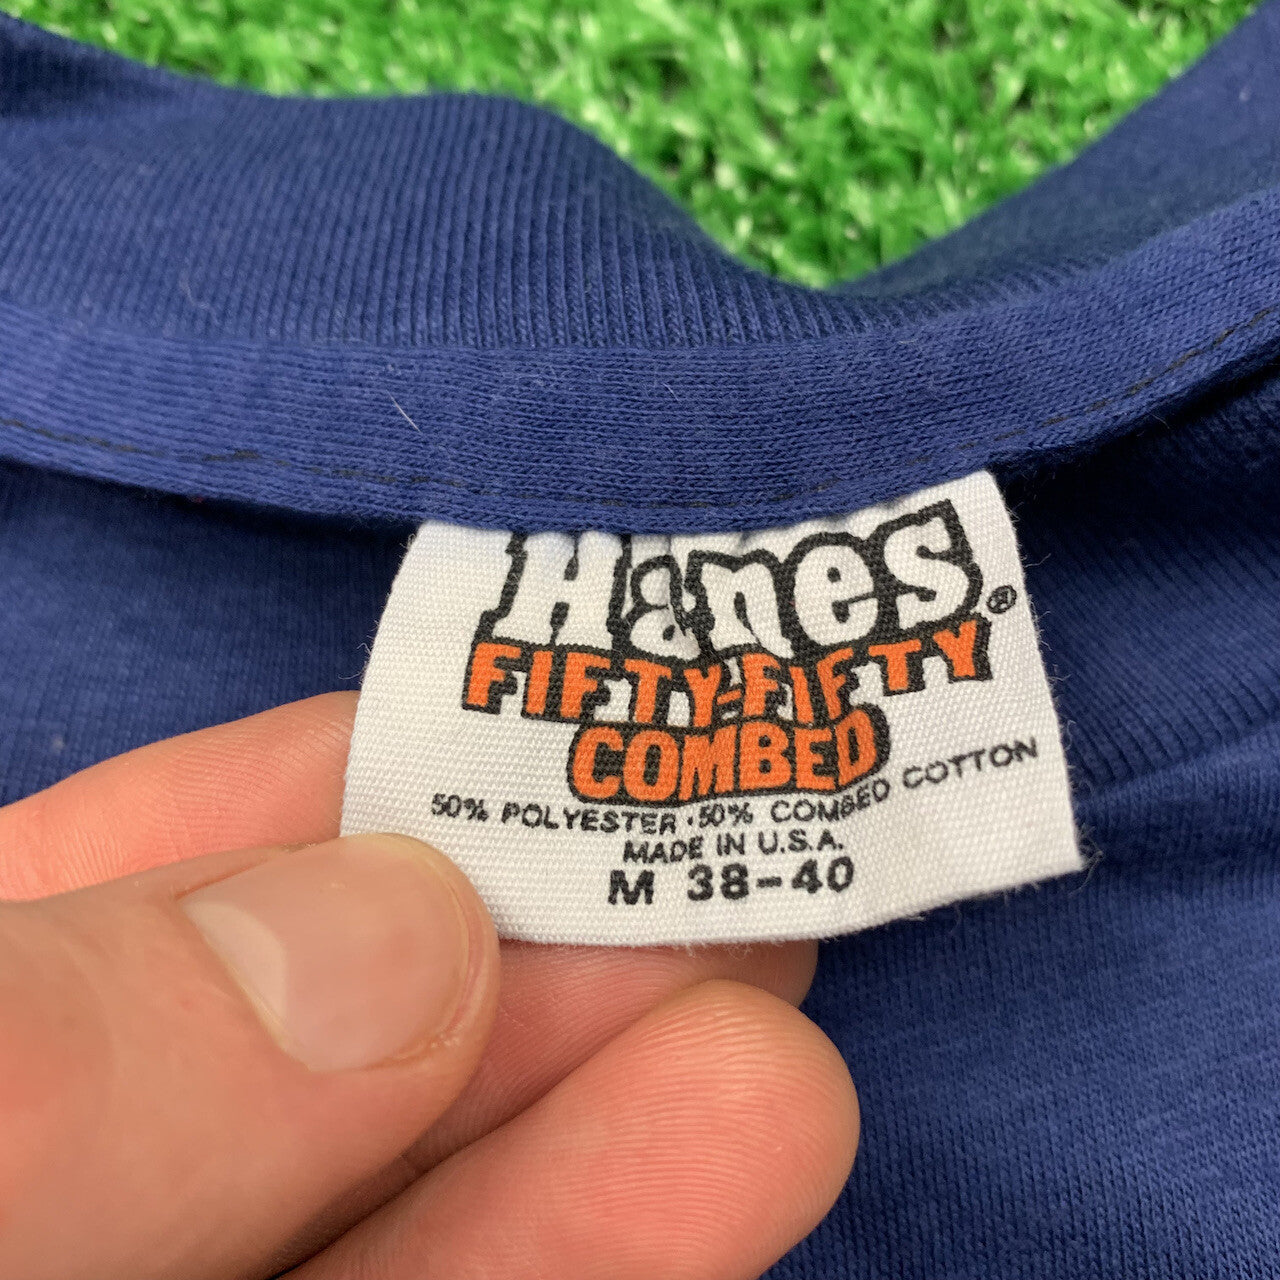 Hanes®
FIFTY-FIFTY
COMBED
50% POLYESTER · 50% COMBED COTTON
MADE IN U.S.A.
M 38-40